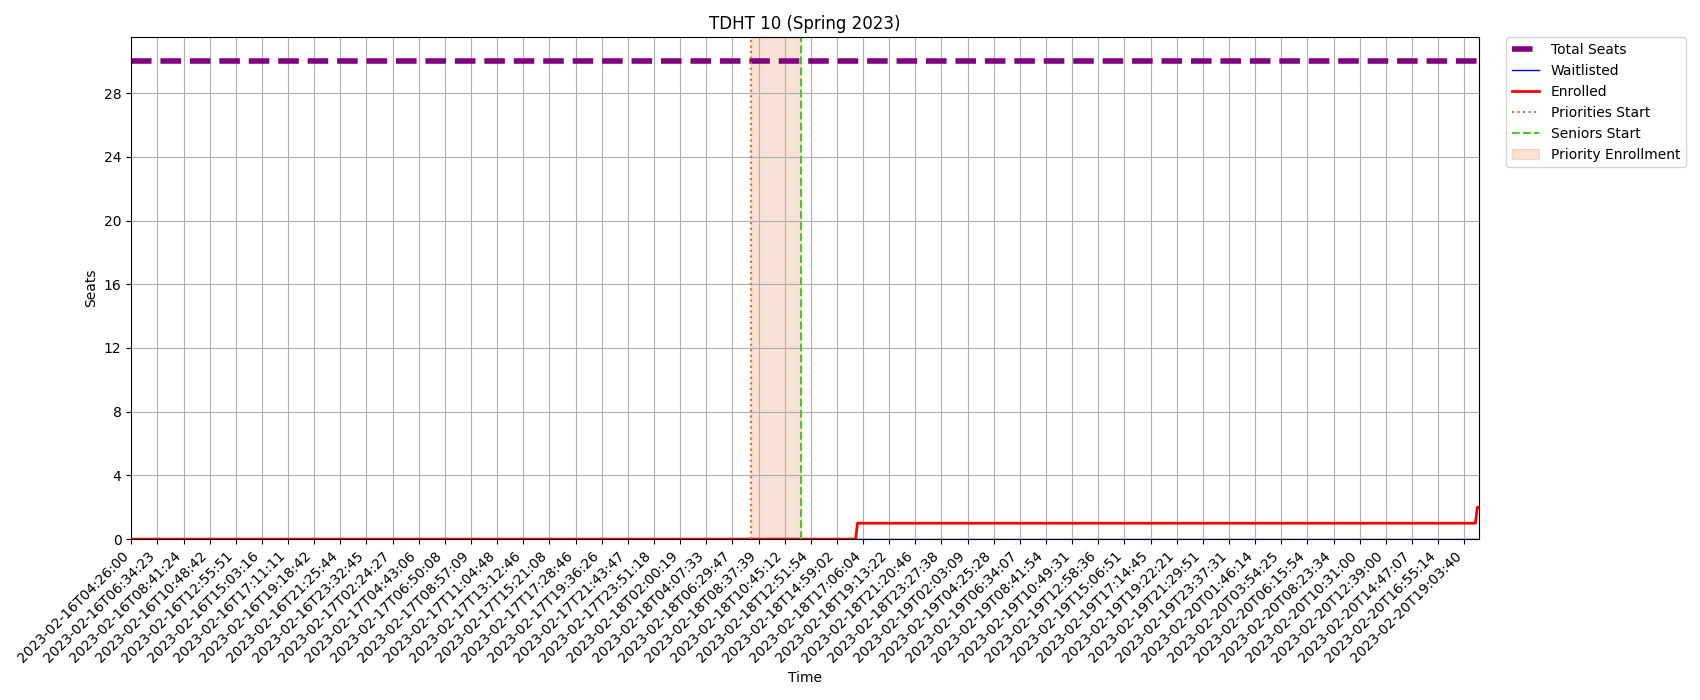 TDHT 10 (Spring 2023)
Total Seats
Waitlisted
Enrolled
Priorities Start
Seniors Start
Priority Enrollment
Seats
28
24
20
16
12
8
4
0
2023-02-16T04:26:00
2023-02-16T06:34:23
2023-02-16T08:41:24
2023-02-16T10:48:42
2023-02-16T12:55:51
2023-02-16T15:03:16
2023-02-16T17:11:11
2023-02-16T19:18:42
2023-02-16T21:25:44
2023-02-16T23:32:45
2023-02-17T02:24:27
2023-02-17T04:43:06
2023-02-17T06:50:08
2023-02-17T08:57:09
2023-02-17T11:04:48
2023-02-17T13:12:46
2023-02-17T15:21:08
2023-02-17T17:28:46
2023-02-17T19:36:26
2023-02-17T21:43:47
2023-02-17T23:51:18
2023-02-18T02:00:19
2023-02-18T04:07:33
2023-02-18T06:29:47
2023-02-18T08:37:39
2023-02-18T10:45:12
2023-02-18T12:51:54
2023-02-18T14:59:02
2023-02-18T17:06:04
2023-02-18T19:13:22
2023-02-18T21:20:46
2023-02-18T23:27:38
2023-02-19T02:03:09
2023-02-19T04:25:28
2023-02-19T06:34:07
2023-02-19T08:41:54
2023-02-19T10:49:31
2023-02-19T12:58:36
2023-02-19T15:06:51
2023-02-19T17:14:45
2023-02-19T19:22:21
2023-02-19T21:29:51
2023-02-19T23:37:31
2023-02-20T01:46:14
2023-02-20T03:54:25
2023-02-20T06:15:54
2023-02-20T08:23:34
2023-02-20T10:31:00
2023-02-20T12:39:00
2023-02-20T14:47:07
2023-02-20T16:55:14
2023-02-20T19:03:40
Time